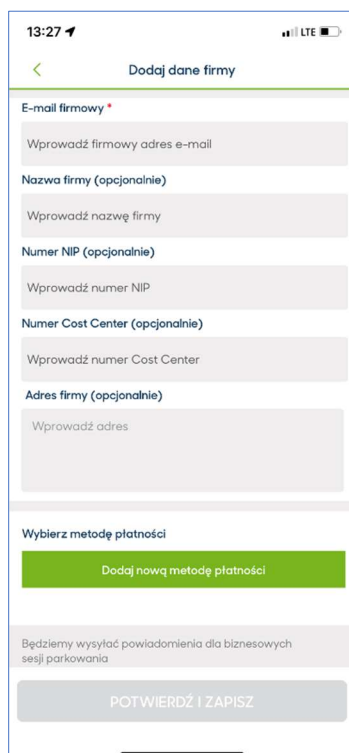 13:27
LTE
Dodaj dane firmy
E-mail firmowy *
Wprowadź firmowy adres e-mail
Nazwa firmy (opcjonalnie)
Wprowadź nazwę firmy
Numer NIP (opcjonalnie)
Wprowadź numer NIP
Numer Cost Center (opcjonalnie)
Wprowadź numer Cost Center
Adres firmy (opcjonalnie)
Wprowadź adres
Wybierz metodę płatności
Dodaj nową metodę płatności
Będziemy wysyłać powiadomienia dla biznesowych
sesji parkowania
POTWIERDŹ I ZAPISZ